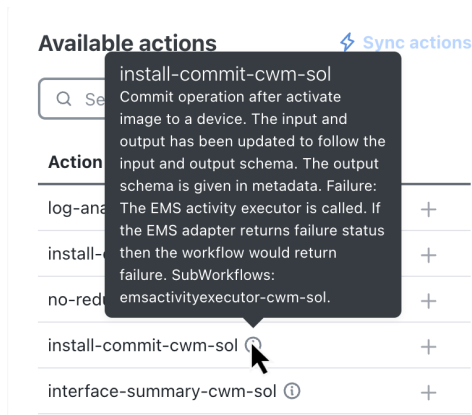 Available actions
Sync actions
install-commit-cwm-sol
Commit operation after activate
image to a device. The input and
output has been updated to follow the
input and output schema. The output
schema is given in metadata. Failure:
The EMS activity executor is called. If
the EMS adapter returns failure status
then the workflow would return
failure. SubWorkflows:
emsactivityexecutor-cwm-sol.
Se
Action
log-ana
install-
no-redu
install-commit-cwm-sol
interface-summary-cwm-sol